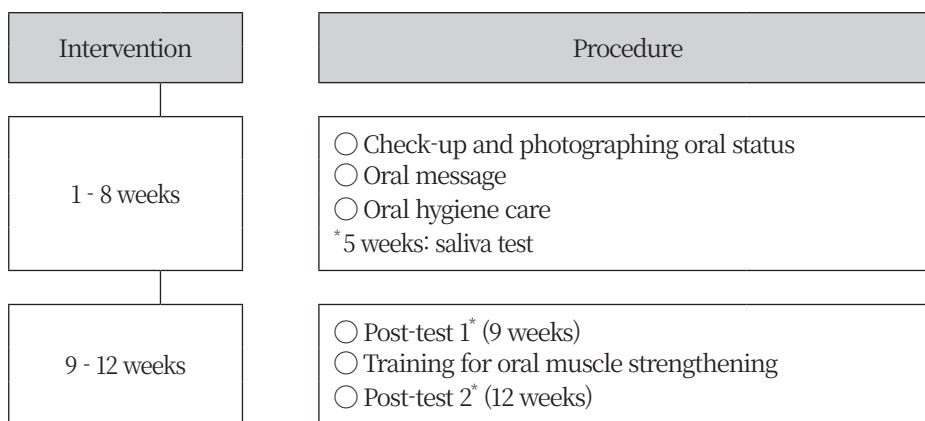 Intervention
Procedure
1 - 8 weeks
○ Check-up and photographing oral status
○ Oral message
○ Oral hygiene care
*5 weeks: saliva test
9 - 12 weeks
○ Post-test 1* (9 weeks)
○ Training for oral muscle strengthening
○ Post-test 2* (12 weeks)